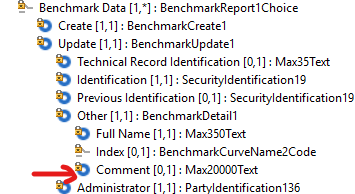 Benchmark Data [1,*] : BenchmarkReport1Choice
Create [1,1] : BenchmarkCreate1
Update [1,1] : BenchmarkUpdate1
Technical Record Identification [0,1] : Max35Text
Identification [1,1] : SecurityIdentification19
Previous Identification [0,1] : SecurityIdentification19
Other [1,1] : BenchmarkDetail1
Full Name [1,1] : Max350Text
Index [0,1] : BenchmarkCurveName2Code
Comment [0,1] : Max20000Text
Administrator [1,1] : PartyIdentification136